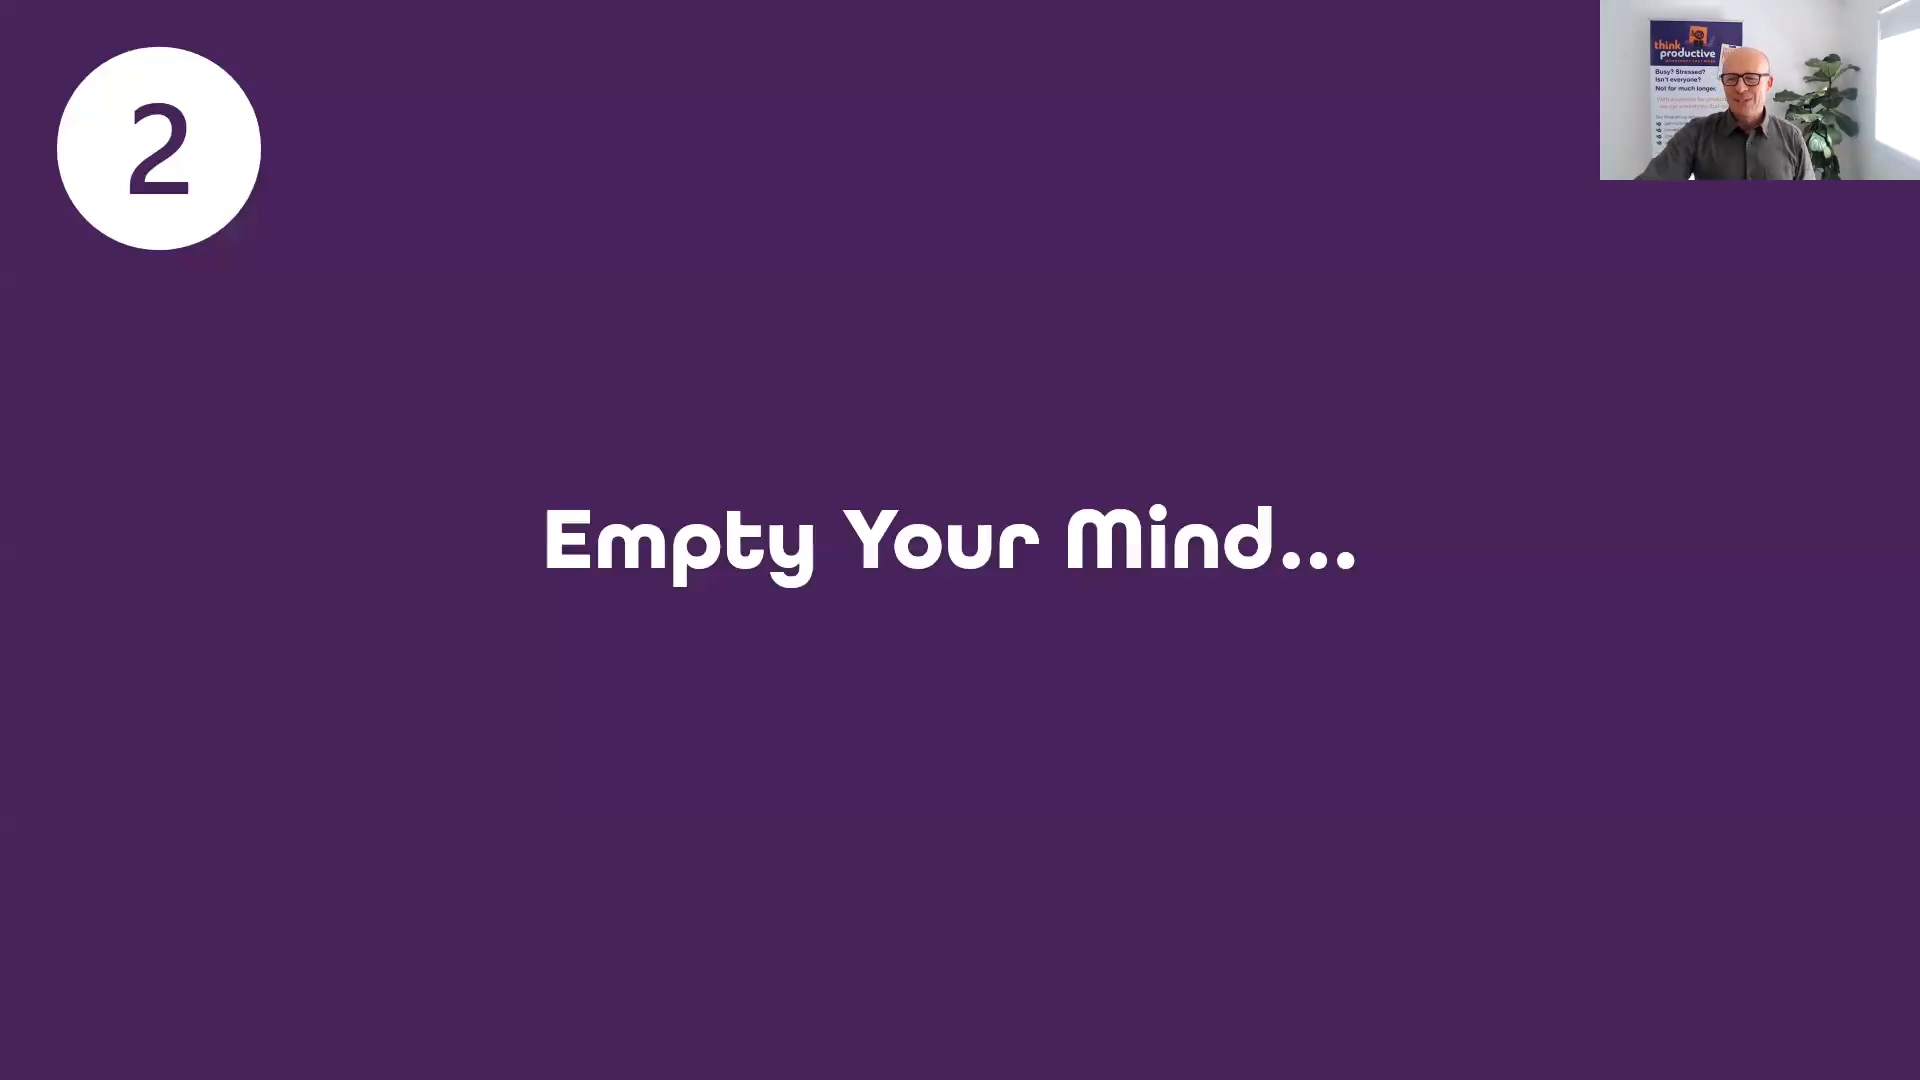 2
think
productive
Busy? Stressed?
Isn't everyone?
Not for much longer.
Empty Your Mind...